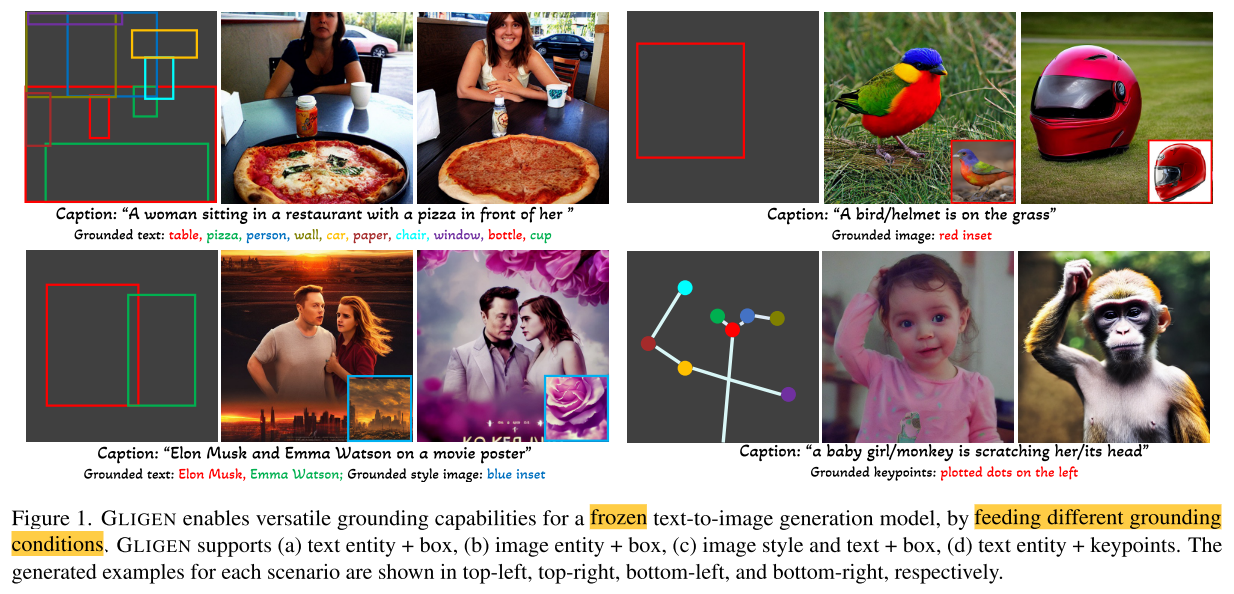 Caption: “A woman sitting in a restaurant with a pizza in front of her ”
Grounded text: table, pizza, person, wall, car, paper, chair, window, bottle, cup
Caption: “A bird/helmet is on the grass”
Grounded image: red inset
Caption: “Elon Musk and Emma Watson on a movie poster”
Grounded text: Elon Musk, Emma Watson; Grounded style image: blue inset
Caption: “a baby girl/monkey is scratching her/its head”
Grounded keypoints: plotted dots on the left
Figure 1. GLIGEN enables versatile grounding capabilities for a frozen text-to-image generation model, by feeding different grounding
conditions. GLIGEN supports (a) text entity + box, (b) image entity + box, (c) image style and text + box, (d) text entity + keypoints. The
generated examples for each scenario are shown in top-left, top-right, bottom-left, and bottom-right, respectively.